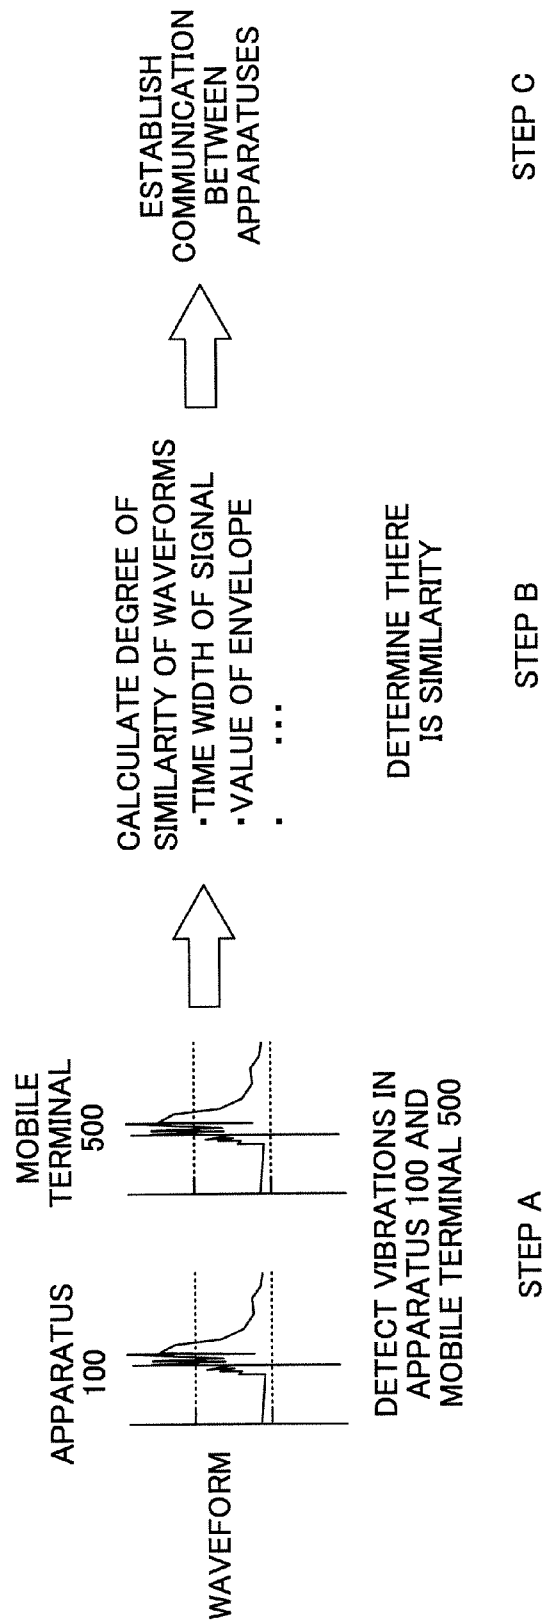 APPARATUS
100
MOBILE
TERMINAL
500
WAVEFORM
DETECT VIBRATIONS IN
APPARATUS 100 AND
MOBILE TERMINAL 500
STEP A
CALCULATE DEGREE OF
SIMILARITY OF WAVEFORMS
・TIME WIDTH OF SIGNAL
・VALUE OF ENVELOPE
・ ・・・
DETERMINE THERE
IS SIMILARITY
STEP B
ESTABLISH
COMMUNICATION
BETWEEN
APPARATUSES
STEP C